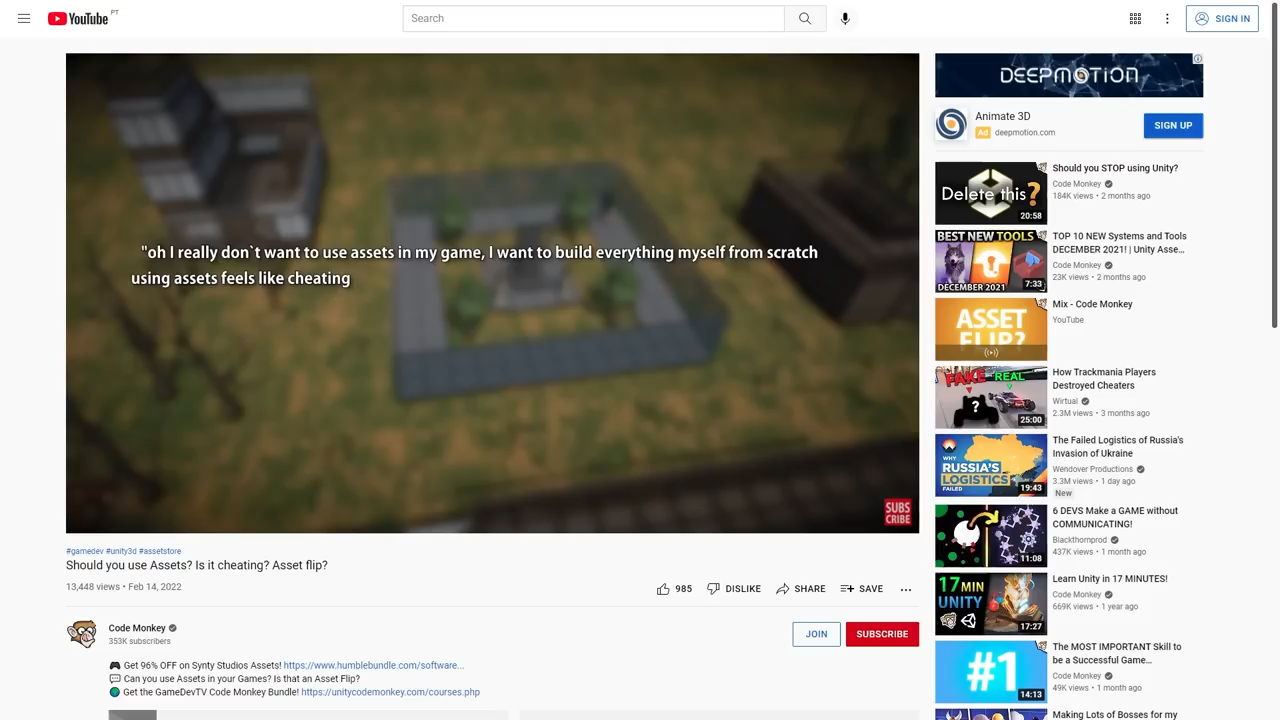 YouTube PT
Search
SIGN IN
"oh I really don`t want to use assets in my game, I want to build everything myself from scratch
using assets feels like cheating
SUBS
CRIBE
#gamedev #unity3d #assetstore
Should you use Assets? Is it cheating? Asset flip?
13,448 views • Feb 14, 2022
985 DISLIKE SHARE SAVE
Code Monkey
353K subscribers
JOIN SUBSCRIBE
Get 96% OFF on Synty Studios Assets! https://www.humblebundle.com/software...
Can you use Assets in your Games? Is that an Asset Flip?
Get the GameDevTV Code Monkey Bundle! https://unitycodemonkey.com/courses.php
DEEPMOTION
Animate 3D
Ad deepmotion.com
SIGN UP
Delete this?
20:58
Should you STOP using Unity?
Code Monkey
184K views • 2 months ago
BEST NEW TOOLS
DECEMBER 2021!
7:33
TOP 10 NEW Systems and Tools
DECEMBER 2021! | Unity Asse...
Code Monkey
23K views • 2 months ago
ASSET
FLIP?
Mix - Code Monkey
YouTube
FAKE REAL
?
25:00
How Trackmania Players
Destroyed Cheaters
Wirtual
2.3M views • 3 months ago
WHY
RUSSIA'S
LOGISTICS
FAILED
19:43
The Failed Logistics of Russia's
Invasion of Ukraine
Wendover Productions
3.3M views • 1 day ago
New
11:08
6 DEVS Make a GAME without
COMMUNICATING!
Blackthornprod
437K views • 1 month ago
17 MIN
UNITY
17:27
Learn Unity in 17 MINUTES!
Code Monkey
669K views • 1 year ago
#1
14:13
The MOST IMPORTANT Skill to
be a Successful Game...
Code Monkey
49K views • 1 month ago
Making Lots of Bosses for my